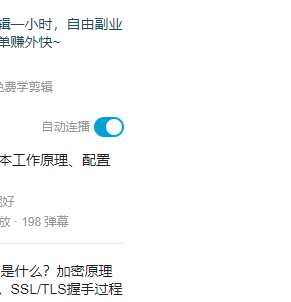 辑一小时，自由副业
单赚外快~
免费学剪辑
自动连播
本工作原理、配置
配好
放 · 198 弹幕
是什么？加密原理
，SSL/TLS握手过程